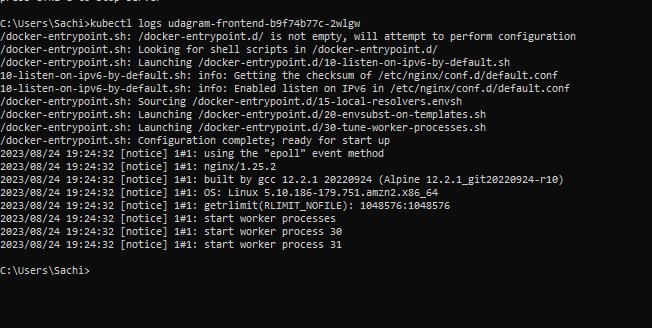 press CTRL-C to stop server
C:\Users\Sachi>kubectl logs udagram-frontend-b9f74b77c-2wlgw
/docker-entrypoint.sh: /docker-entrypoint.d/ is not empty, will attempt to perform configuration
/docker-entrypoint.sh: Looking for shell scripts in /docker-entrypoint.d/
/docker-entrypoint.sh: Launching /docker-entrypoint.d/10-listen-on-ipv6-by-default.sh
10-listen-on-ipv6-by-default.sh: info: Getting the checksum of /etc/nginx/conf.d/default.conf
10-listen-on-ipv6-by-default.sh: info: Enabled listen on IPv6 in /etc/nginx/conf.d/default.conf
/docker-entrypoint.sh: Sourcing /docker-entrypoint.d/15-local-resolvers.envsh
/docker-entrypoint.sh: Launching /docker-entrypoint.d/20-envsubst-on-templates.sh
/docker-entrypoint.sh: Launching /docker-entrypoint.d/30-tune-worker-processes.sh
/docker-entrypoint.sh: Configuration complete; ready for start up
2023/08/24 19:24:32 [notice] 1#1: using the "epoll" event method
2023/08/24 19:24:32 [notice] 1#1: nginx/1.25.2
2023/08/24 19:24:32 [notice] 1#1: built by gcc 12.2.1 20220924 (Alpine 12.2.1_git20220924-r10)
2023/08/24 19:24:32 [notice] 1#1: OS: Linux 5.10.186-179.751.amzn2.x86_64
2023/08/24 19:24:32 [notice] 1#1: getrlimit(RLIMIT_NOFILE): 1048576:1048576
2023/08/24 19:24:32 [notice] 1#1: start worker processes
2023/08/24 19:24:32 [notice] 1#1: start worker process 30
2023/08/24 19:24:32 [notice] 1#1: start worker process 31
C:\Users\Sachi>